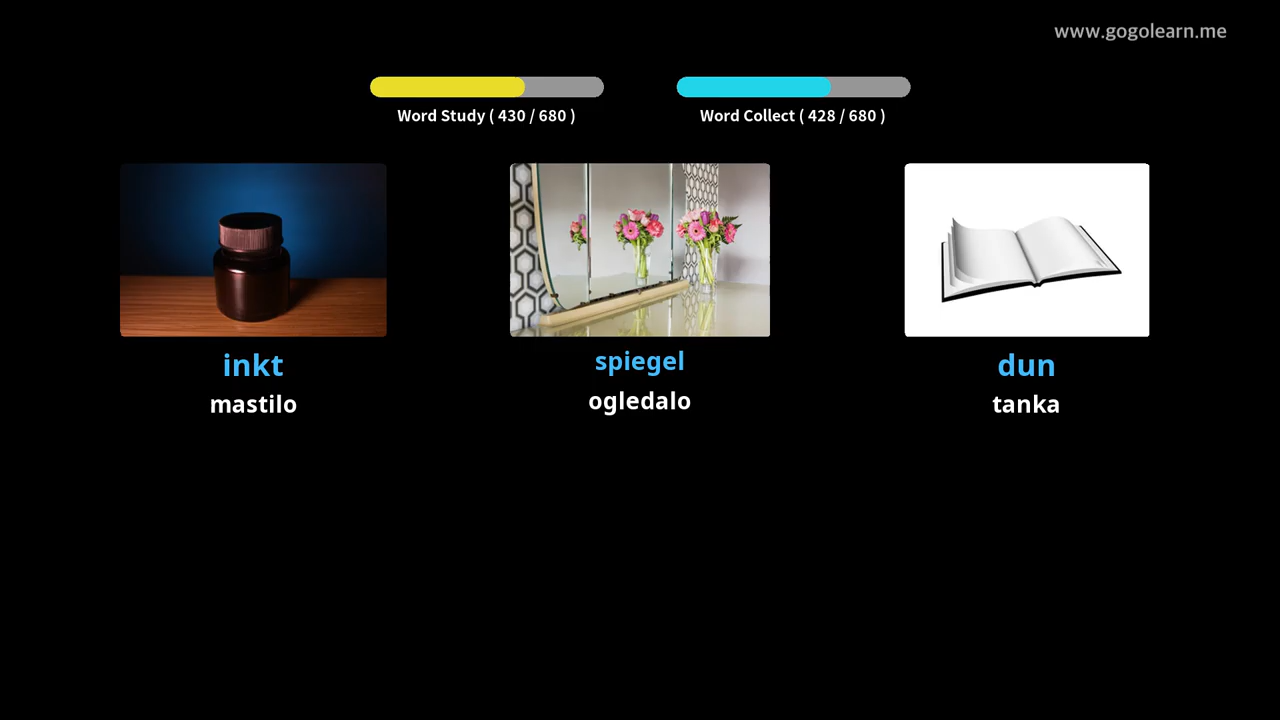 www.gogolearn.me
Word Study ( 430 / 680 )
Word Collect ( 428 / 680 )
inkt
mastilo
spiegel
ogledalo
dun
tanka